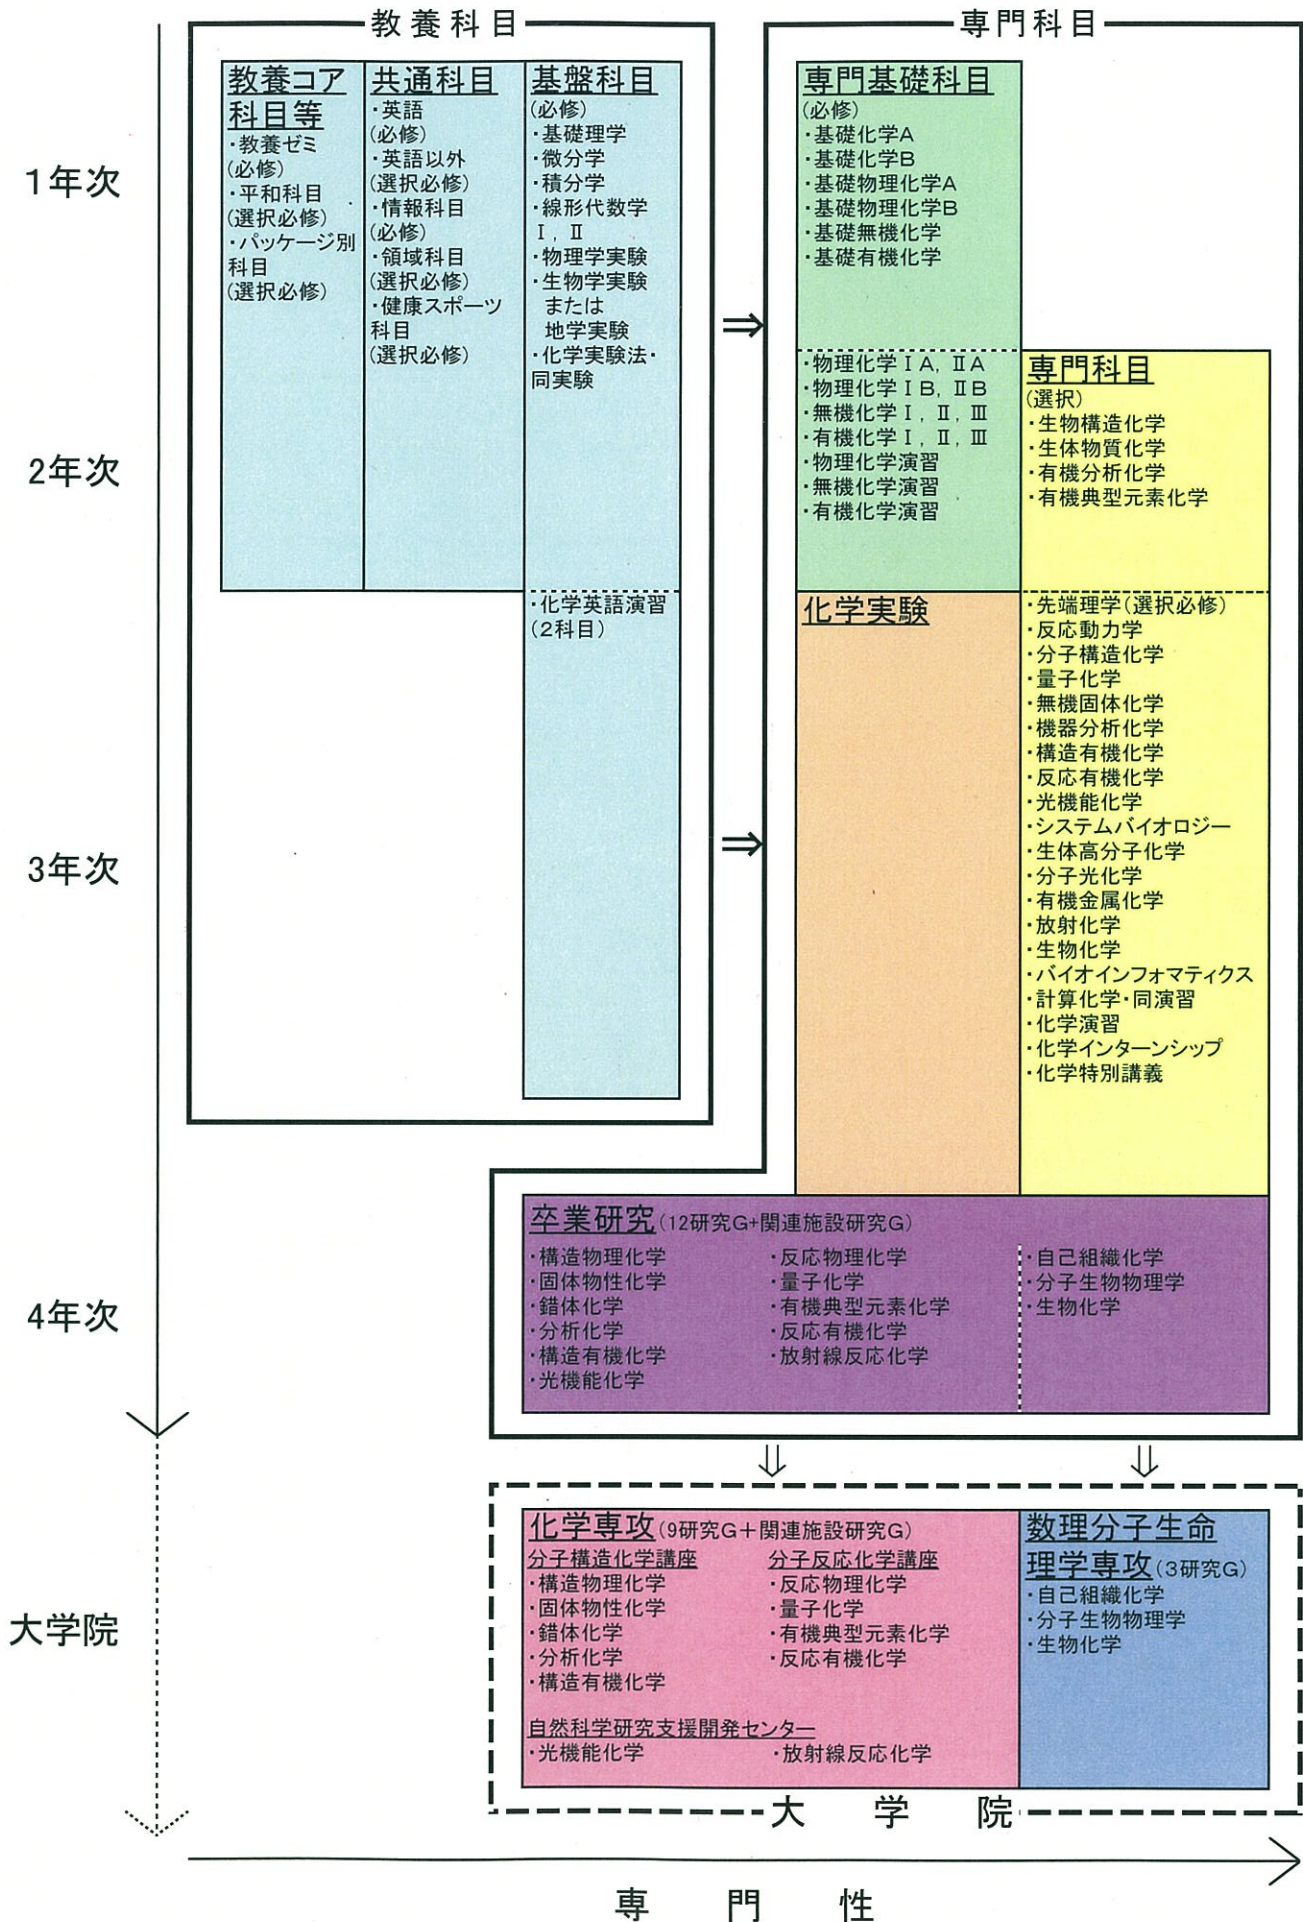 教養科目
専門科目
1年次
2年次
3年次
4年次
大学院
教養コア
科目等
・教養ゼミ
(必修)
・平和科目
(選択必修)
・パッケージ別
科目
(選択必修)
共通科目
・英語
(必修)
・英語以外
(選択必修)
・情報科目
(必修)
・領域科目
(選択必修)
・健康スポーツ
科目
(選択必修)
基盤科目
(必修)
・基礎理学
・微分学
・積分学
・線形代数学
Ⅰ,Ⅱ
・物理学実験
・生物学実験
または
地学実験
・化学実験法・
同実験
・化学英語演習
(2科目)
⇒
⇒
専門基礎科目
(必修)
・基礎化学A
・基礎化学B
・基礎物理化学A
・基礎物理化学B
・基礎無機化学
・基礎有機化学
・物理化学ⅠA,ⅡA
・物理化学ⅠB,ⅡB
・無機化学Ⅰ,Ⅱ,Ⅲ
・有機化学Ⅰ,Ⅱ,Ⅲ
・物理化学演習
・無機化学演習
・有機化学演習
化学実験
専門科目
(選択)
・生物構造化学
・生体物質化学
・有機分析化学
・有機典型元素化学
・先端理学(選択必修)
・反応動力学
・分子構造化学
・量子化学
・無機固体化学
・機器分析化学
・構造有機化学
・反応有機化学
・光機能化学
・システムバイオロジー
・生体高分子化学
・分子光化学
・有機金属化学
・放射化学
・生物化学
・バイオインフォマティクス
・計算化学・同演習
・化学演習
・化学インターンシップ
・化学特別講義
卒業研究(12研究G+関連施設研究G)
・構造物理化学
・固体物性化学
・錯体化学
・分析化学
・構造有機化学
・光機能化学
・反応物理化学
・量子化学
・有機典型元素化学
・反応有機化学
・放射線反応化学
・自己組織化学
・分子生物物理学
・生物化学
⇓
⇓
化学専攻(9研究G+関連施設研究G)
分子構造化学講座
・構造物理化学
・固体物性化学
・錯体化学
・分析化学
・構造有機化学
分子反応化学講座
・反応物理化学
・量子化学
・有機典型元素化学
・反応有機化学
自然科学研究支援開発センター
・光機能化学
・放射線反応化学
数理分子生命
理学専攻(3研究G)
・自己組織化学
・分子生物物理学
・生物化学
大学院
専門性